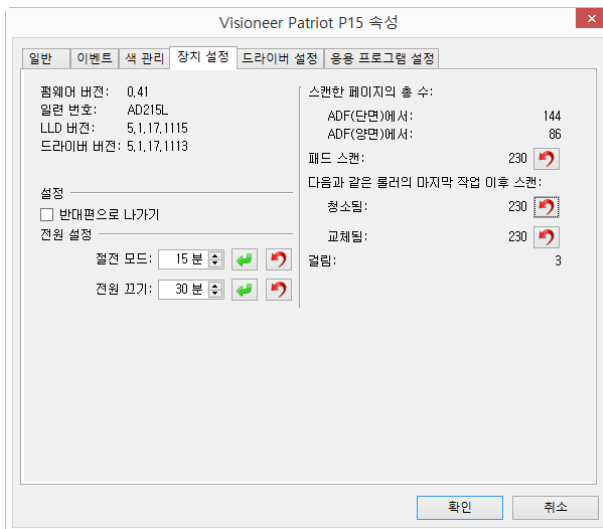 Visioneer Patriot P15 속성
일반 이벤트 색 관리 장치 설정 드라이버 설정 응용 프로그램 설정
펌웨어 버전: 0.41
일련 번호: AD215L
LLD 버전: 5.1.17.1115
드라이버 버전: 5.1.17.1113
설정
반대편으로 나가기
전원 설정
절전 모드: 15 분
전원 끄기: 30 분
스캔한 페이지의 총 수:
ADF(단면)에서: 144
ADF(양면)에서: 86
패드 스캔: 230
다음과 같은 롤러의 마지막 작업 이후 스캔:
청소됨: 230
교체됨: 230
걸림: 3
확인 취소